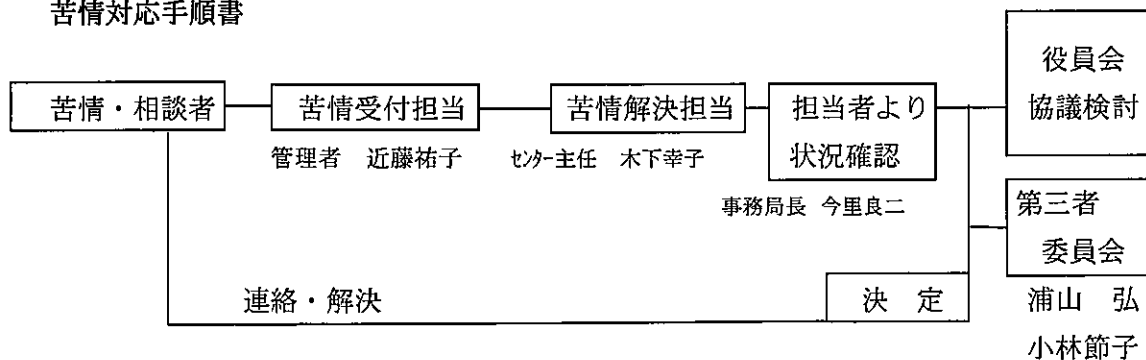 苦情対応手順書
苦情・相談者
苦情受付担当
管理者 近藤祐子
苦情解決担当
センター主任 木下幸子
担当者より
状況確認
事務局長 今里良二
役員会
協議検討
第三者
委員会
浦山 弘
小林節子
決 定
連絡・解決